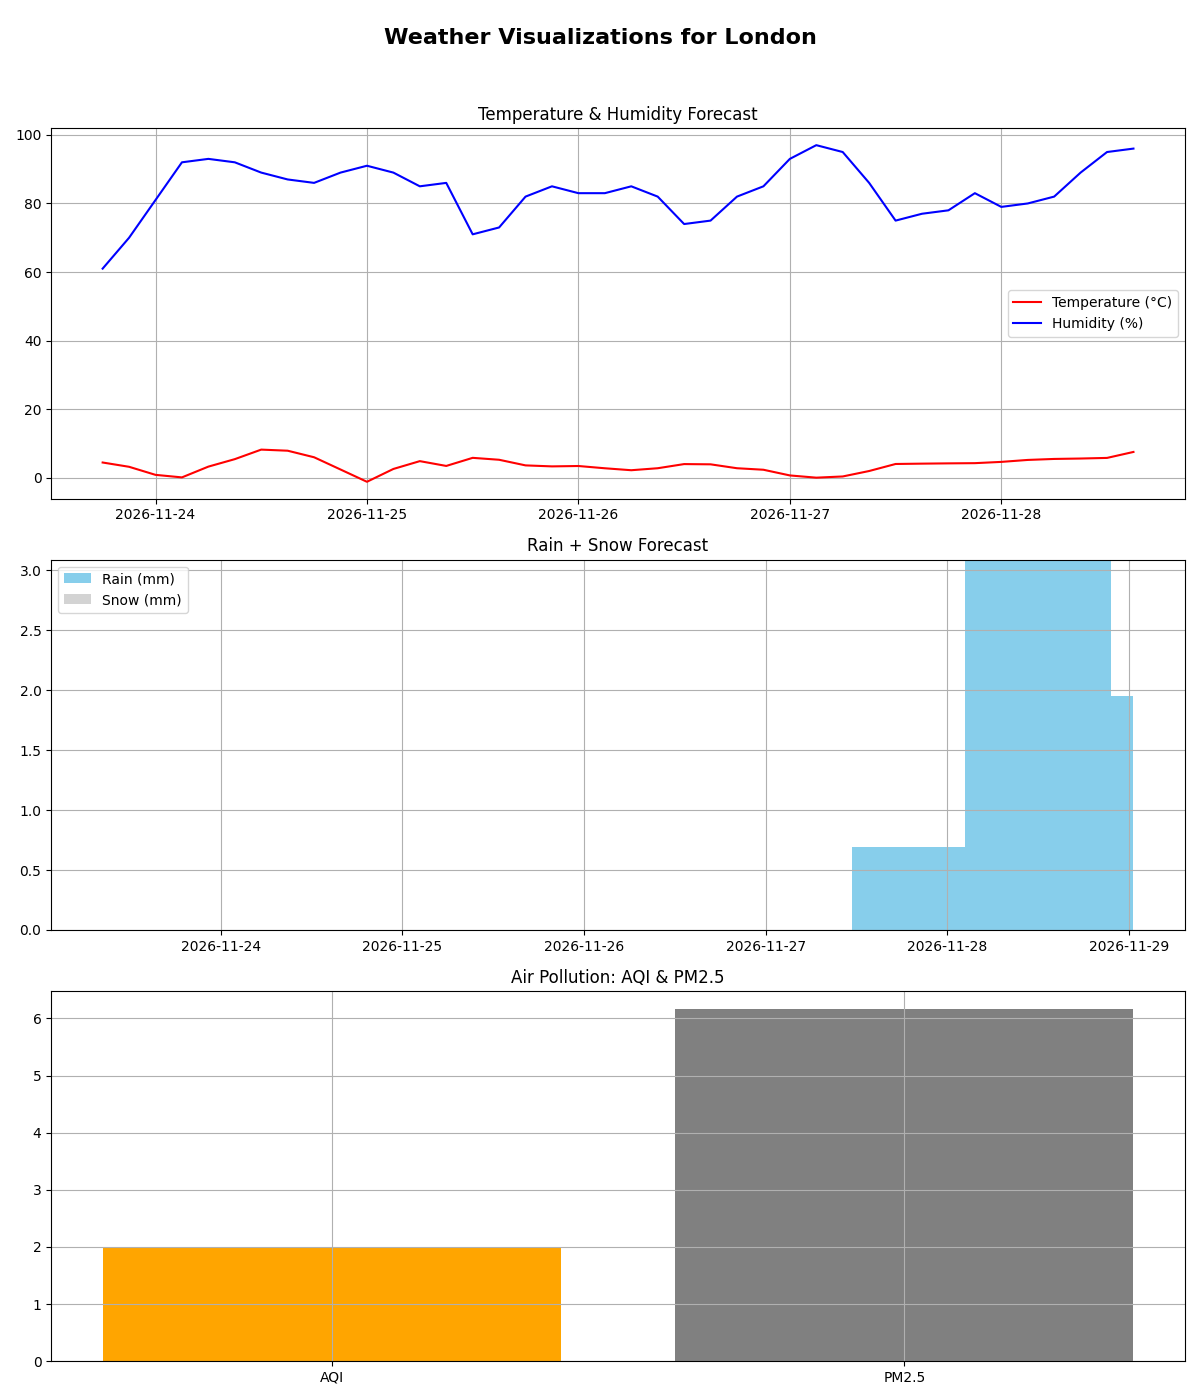 Weather Visualizations for London
Temperature & Humidity Forecast
100
80
60
40
20
0
Temperature (°C)
Humidity (%)
2026-11-24 2026-11-25 2026-11-26 2026-11-27 2026-11-28
Rain + Snow Forecast
Rain (mm)
Snow (mm)
3.0
2.5
2.0
1.5
1.0
0.5
0.0
2026-11-24 2026-11-25 2026-11-26 2026-11-27 2026-11-28 2026-11-29
Air Pollution: AQI & PM2.5
6
5
4
3
2
1
0
AQI PM2.5